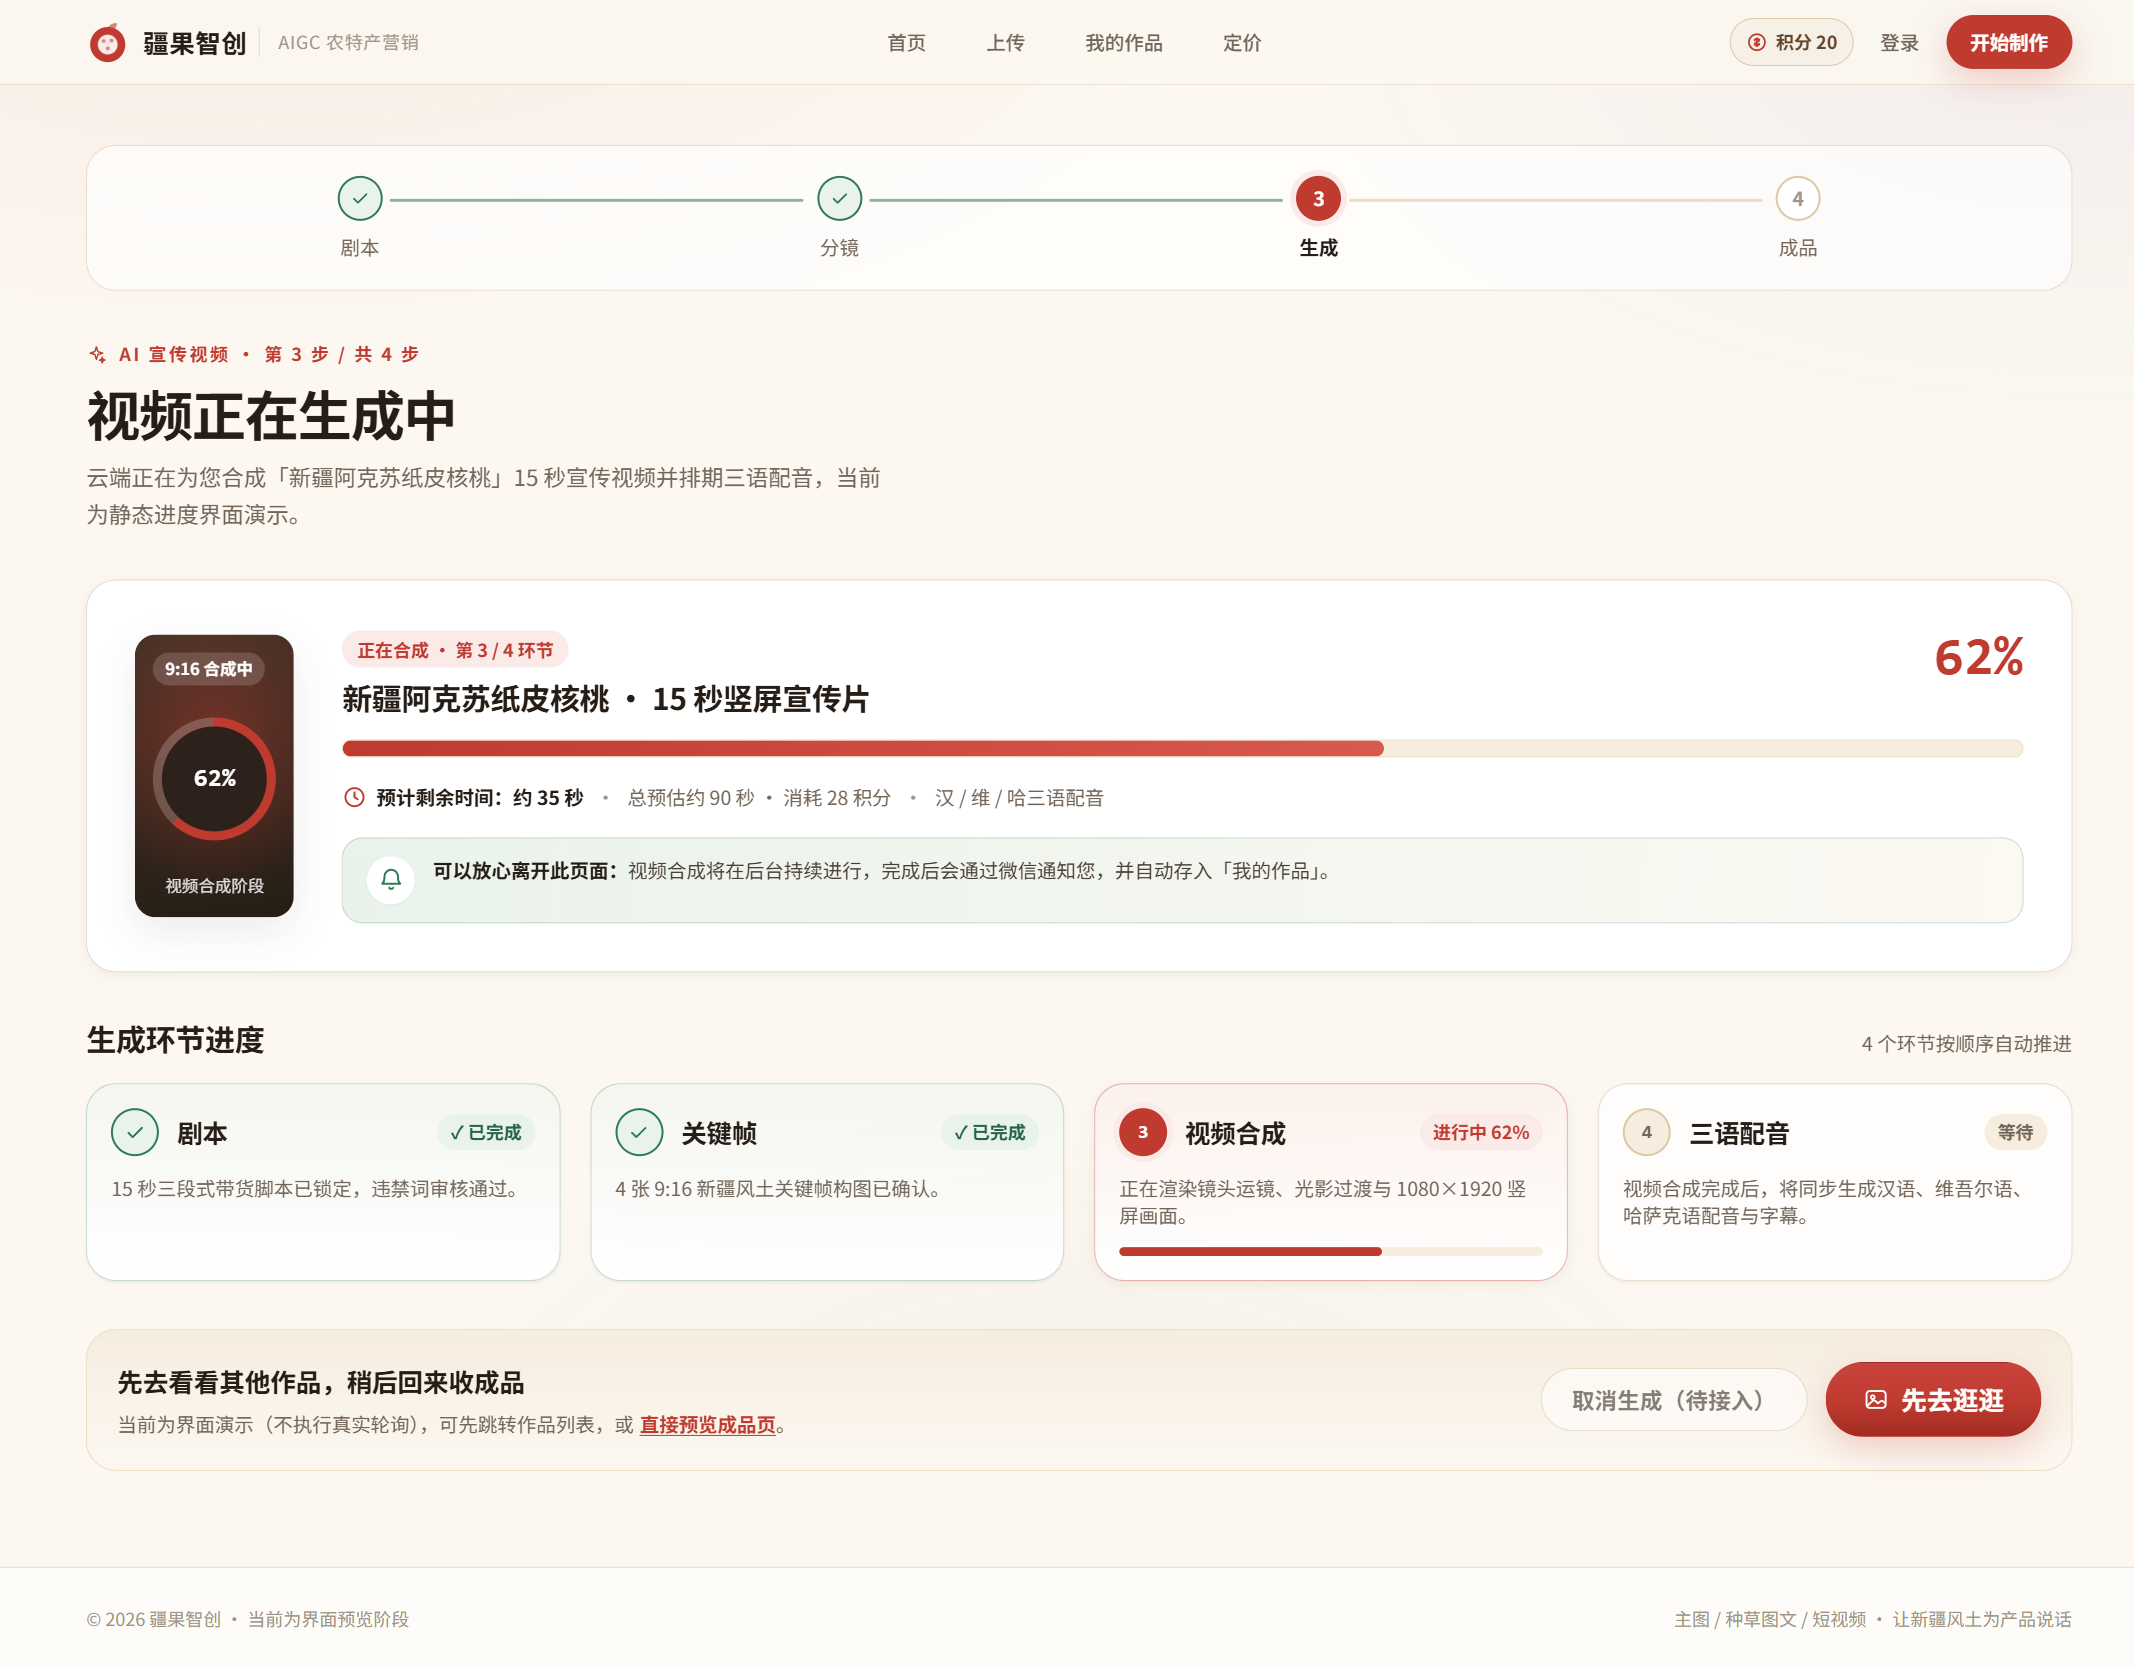 疆果智创
AIGC 农特产营销
首页
上传
我的作品
定价
积分 20
登录
开始制作
3
4
剧本
分镜
生成
成品
AI 宣传视频 · 第 3 步 / 共 4 步
视频正在生成中
云端正在为您合成「新疆阿克苏纸皮核桃」15 秒宣传视频并排期三语配音，当前
为静态进度界面演示。
9:16 合成中
62%
视频合成阶段
正在合成 · 第 3 / 4 环节
62%
新疆阿克苏纸皮核桃 · 15 秒竖屏宣传片
预计剩余时间：约 35 秒 · 总预估约 90 秒 · 消耗 28 积分 · 汉 / 维 / 哈三语配音
可以放心离开此页面：视频合成将在后台持续进行，完成后会通过微信通知您，并自动存入「我的作品」。
生成环节进度
4 个环节按顺序自动推进
剧本
✓ 已完成
15 秒三段式带货脚本已锁定，违禁词审核通过。
关键帧
✓ 已完成
4 张 9:16 新疆风土关键帧构图已确认。
3
视频合成
进行中 62%
正在渲染镜头运镜、光影过渡与 1080×1920 竖
屏画面。
4
三语配音
等待
视频合成完成后，将同步生成汉语、维吾尔语、
哈萨克语配音与字幕。
先去看看其他作品，稍后回来收成品
当前为界面演示（不执行真实轮询），可先跳转作品列表，或 直接预览成品页。
取消生成（待接入）
先去逛逛
© 2026 疆果智创 · 当前为界面预览阶段
主图 / 种草图文 / 短视频 · 让新疆风土为产品说话